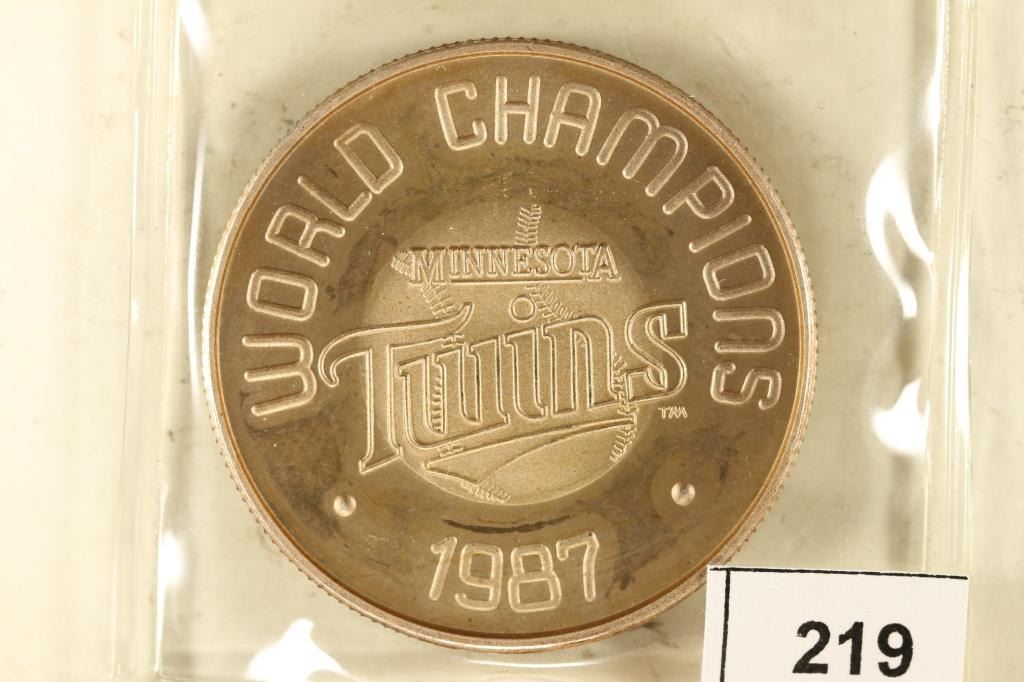 WORLD CHAMPIONS
MINNESOTA
Twins
TM
1987
219